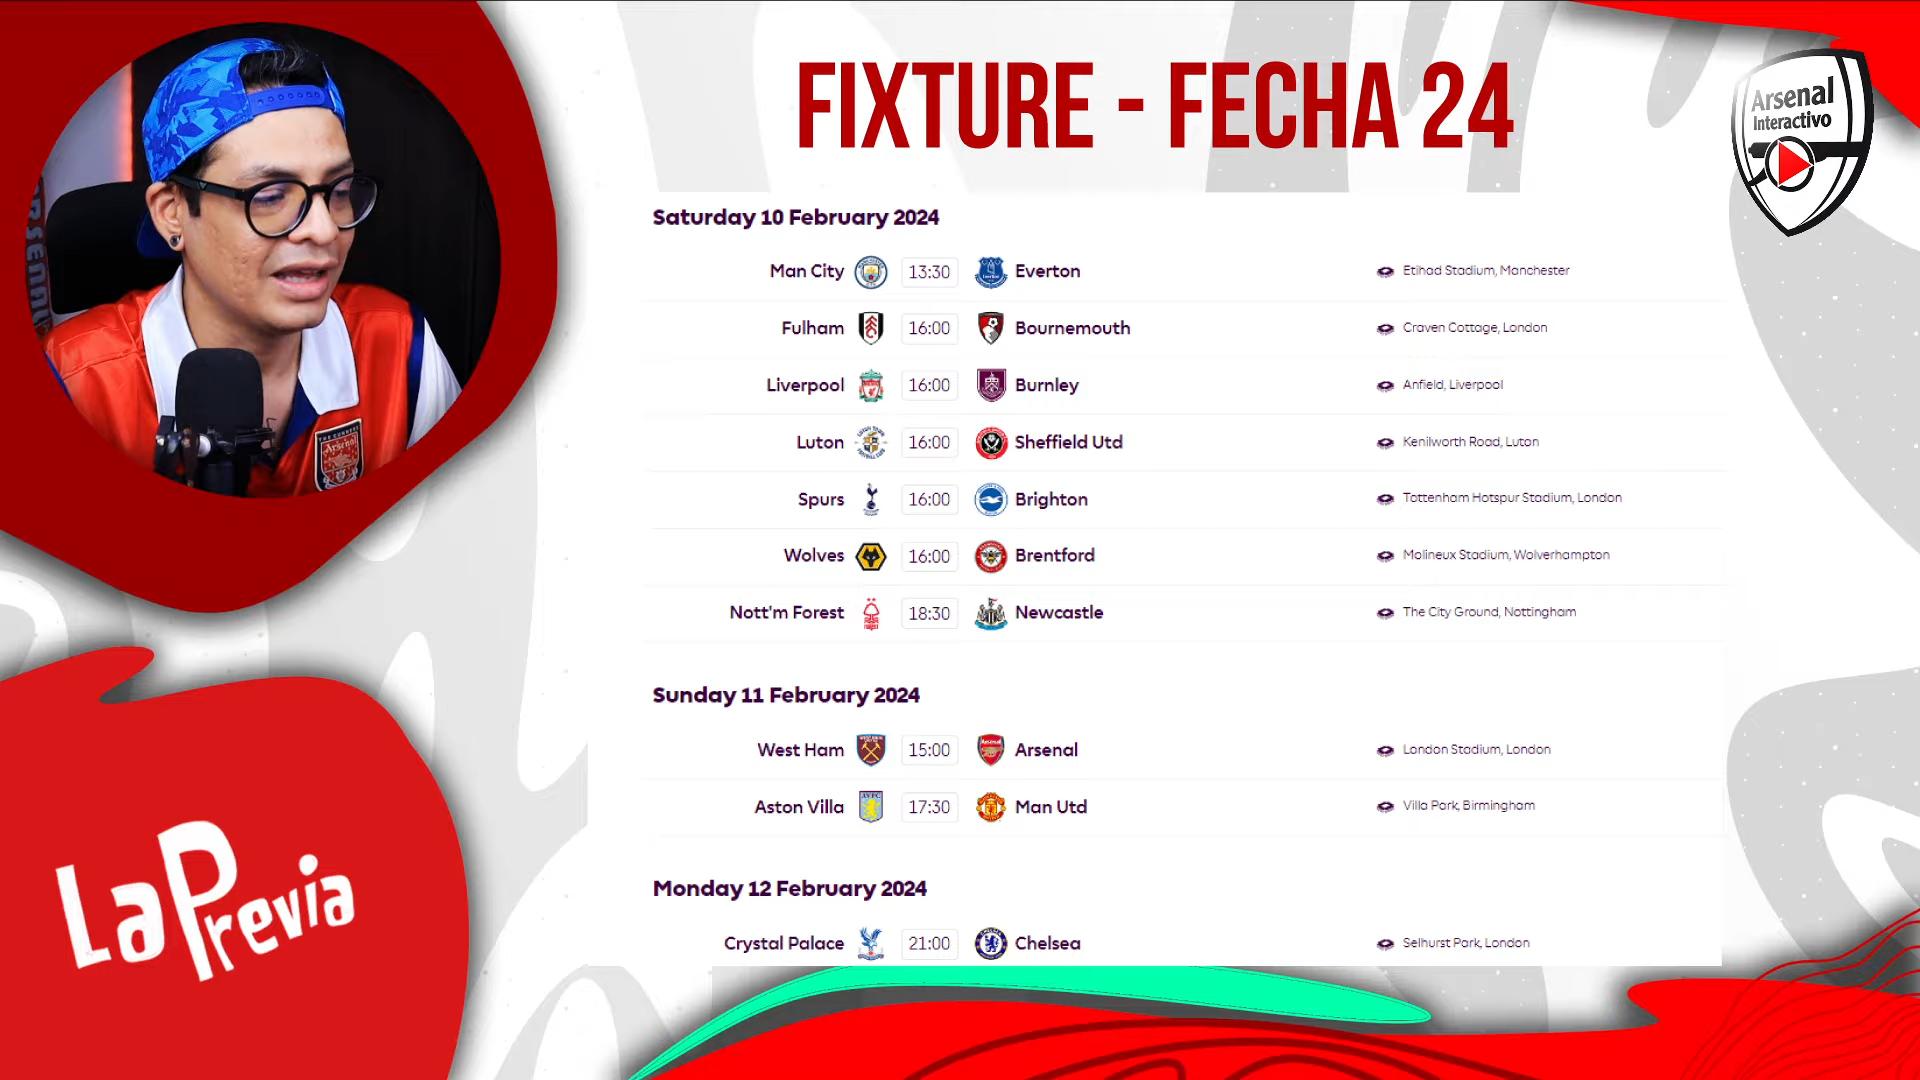 FIXTURE - FECHA 24
Arsenal
Interactivo
Saturday 10 February 2024
Man City 13:30 Everton Etihad Stadium, Manchester
Fulham 16:00 Bournemouth Craven Cottage, London
Liverpool 16:00 Burnley Anfield, Liverpool
Luton 16:00 Sheffield Utd Kenilworth Road, Luton
Spurs 16:00 Brighton Tottenham Hotspur Stadium, London
Wolves 16:00 Brentford Molineux Stadium, Wolverhampton
Nott'm Forest 18:30 Newcastle The City Ground, Nottingham
Sunday 11 February 2024
West Ham 15:00 Arsenal London Stadium, London
Aston Villa 17:30 Man Utd Villa Park, Birmingham
Monday 12 February 2024
Crystal Palace 21:00 Chelsea Selhurst Park, London
La Previa
Arsenal